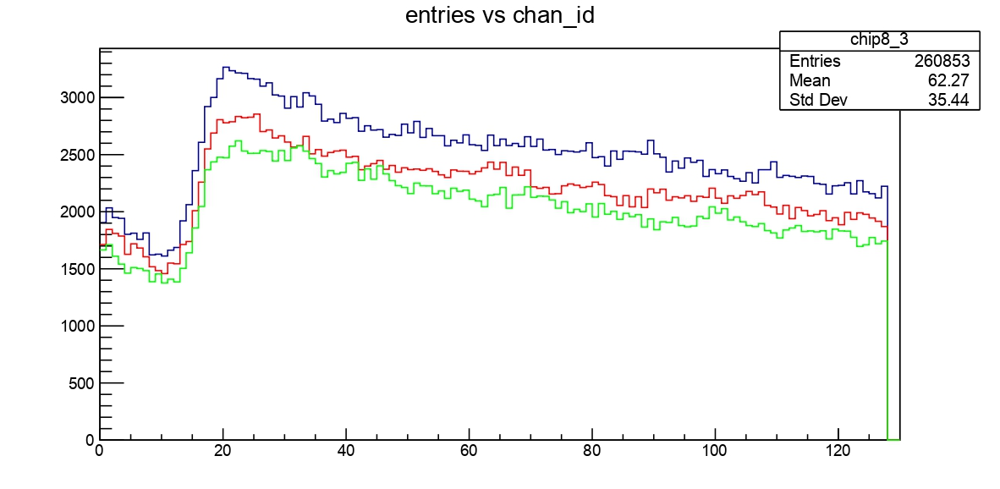 entries vs chan_id
chip8_3
Entries 260853
Mean 62.27
Std Dev 35.44
3000
2500
2000
1500
1000
500
0
0 20 40 60 80 100 120